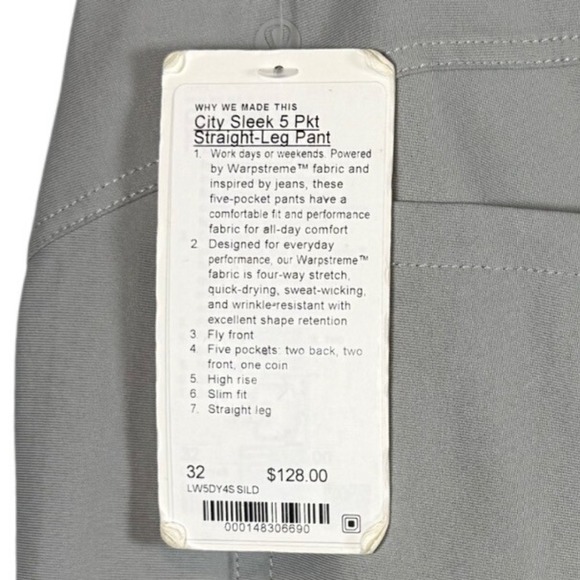 WHY WE MADE THIS
City Sleek 5 Pkt
Straight-Leg Pant
1. Work days or weekends. Powered
by Warpstreme™ fabric and
inspired by jeans, these
five-pocket pants have a
comfortable fit and performance
fabric for all-day comfort
2. Designed for everyday
performance, our Warpstreme™
fabric is four-way stretch,
quick-drying, sweat-wicking,
and wrinkle-resistant with
excellent shape retention
3. Fly front
4. Five pockets: two back, two
front, one coin
5. High rise
6. Slim fit
7. Straight leg
32 $128.00
LW5DY4S SILD
000148306690